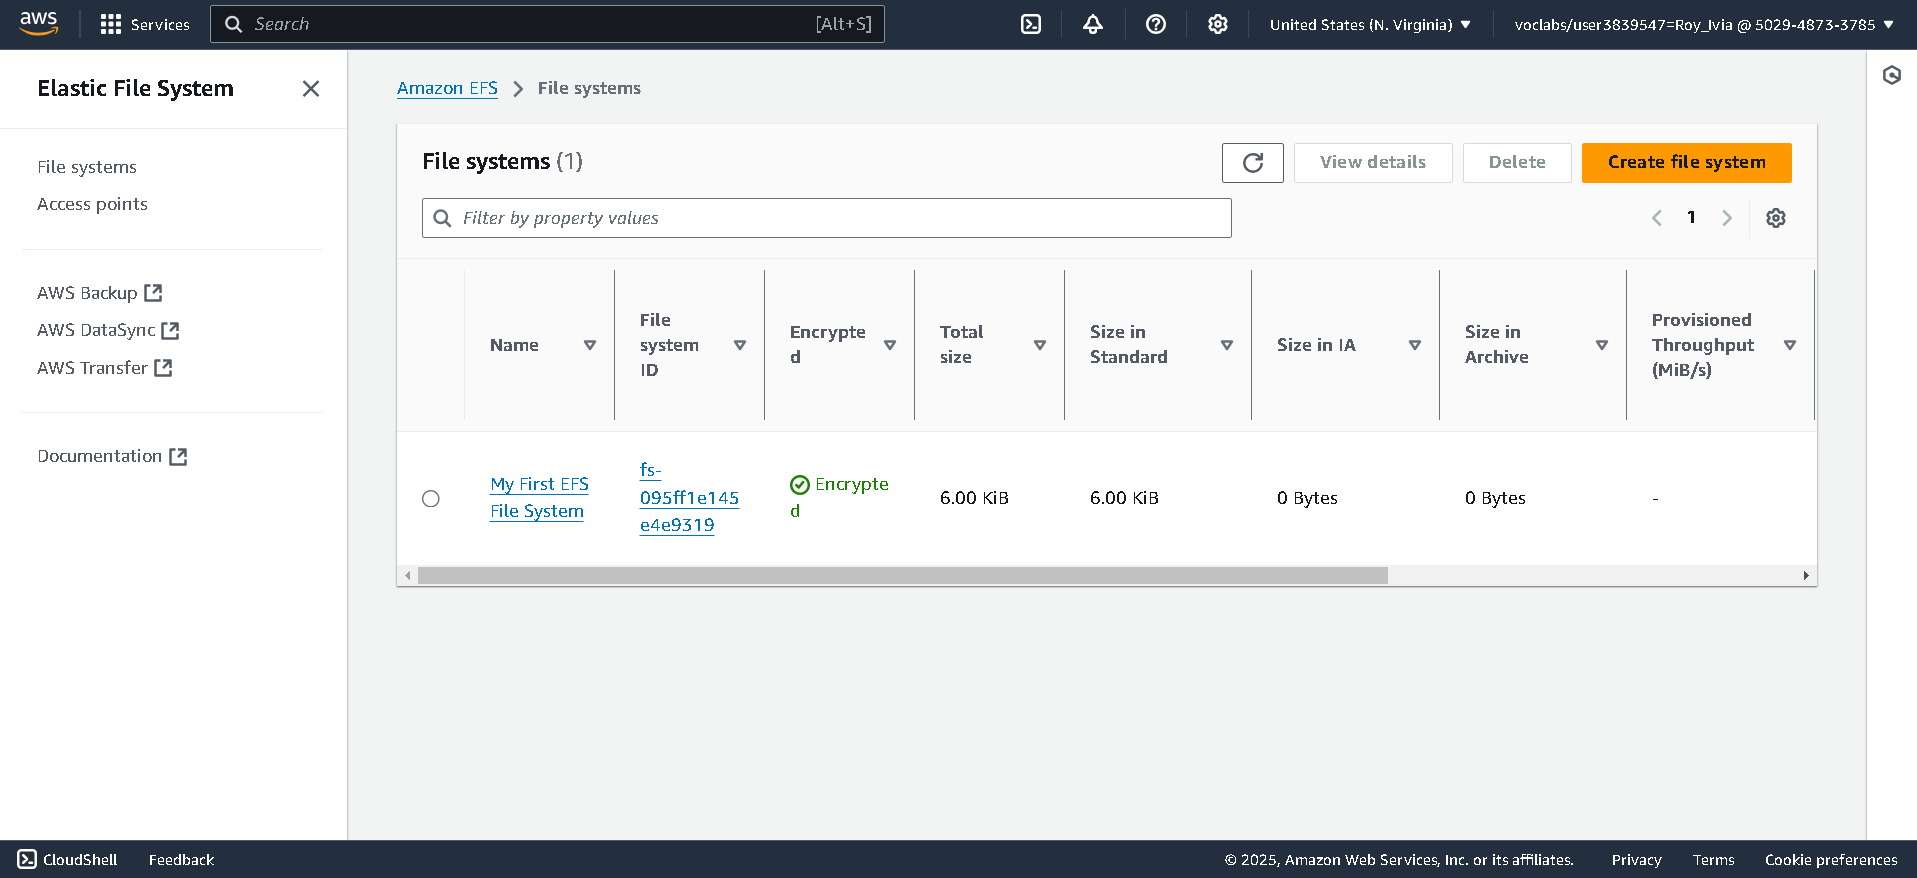 aws
Services
Search
[Alt+S]
United States (N. Virginia)
voclabs/user3839547=Roy_Ivia @ 5029-4873-3785
Elastic File System
File systems
Access points
AWS Backup
AWS DataSync
AWS Transfer
Documentation
Amazon EFS
File systems
File systems (1)
View details
Delete
Create file system
Filter by property values
1
Name
File
system
ID
Encrypte
d
Total
size
Size in
Standard
Size in IA
Size in
Archive
Provisioned
Throughput
(MiB/s)
My First EFS
File System
fs-
095ff1e145
e4e9319
Encrypte
d
6.00 KiB
6.00 KiB
0 Bytes
0 Bytes
-
CloudShell
Feedback
© 2025, Amazon Web Services, Inc. or its affiliates.
Privacy
Terms
Cookie preferences